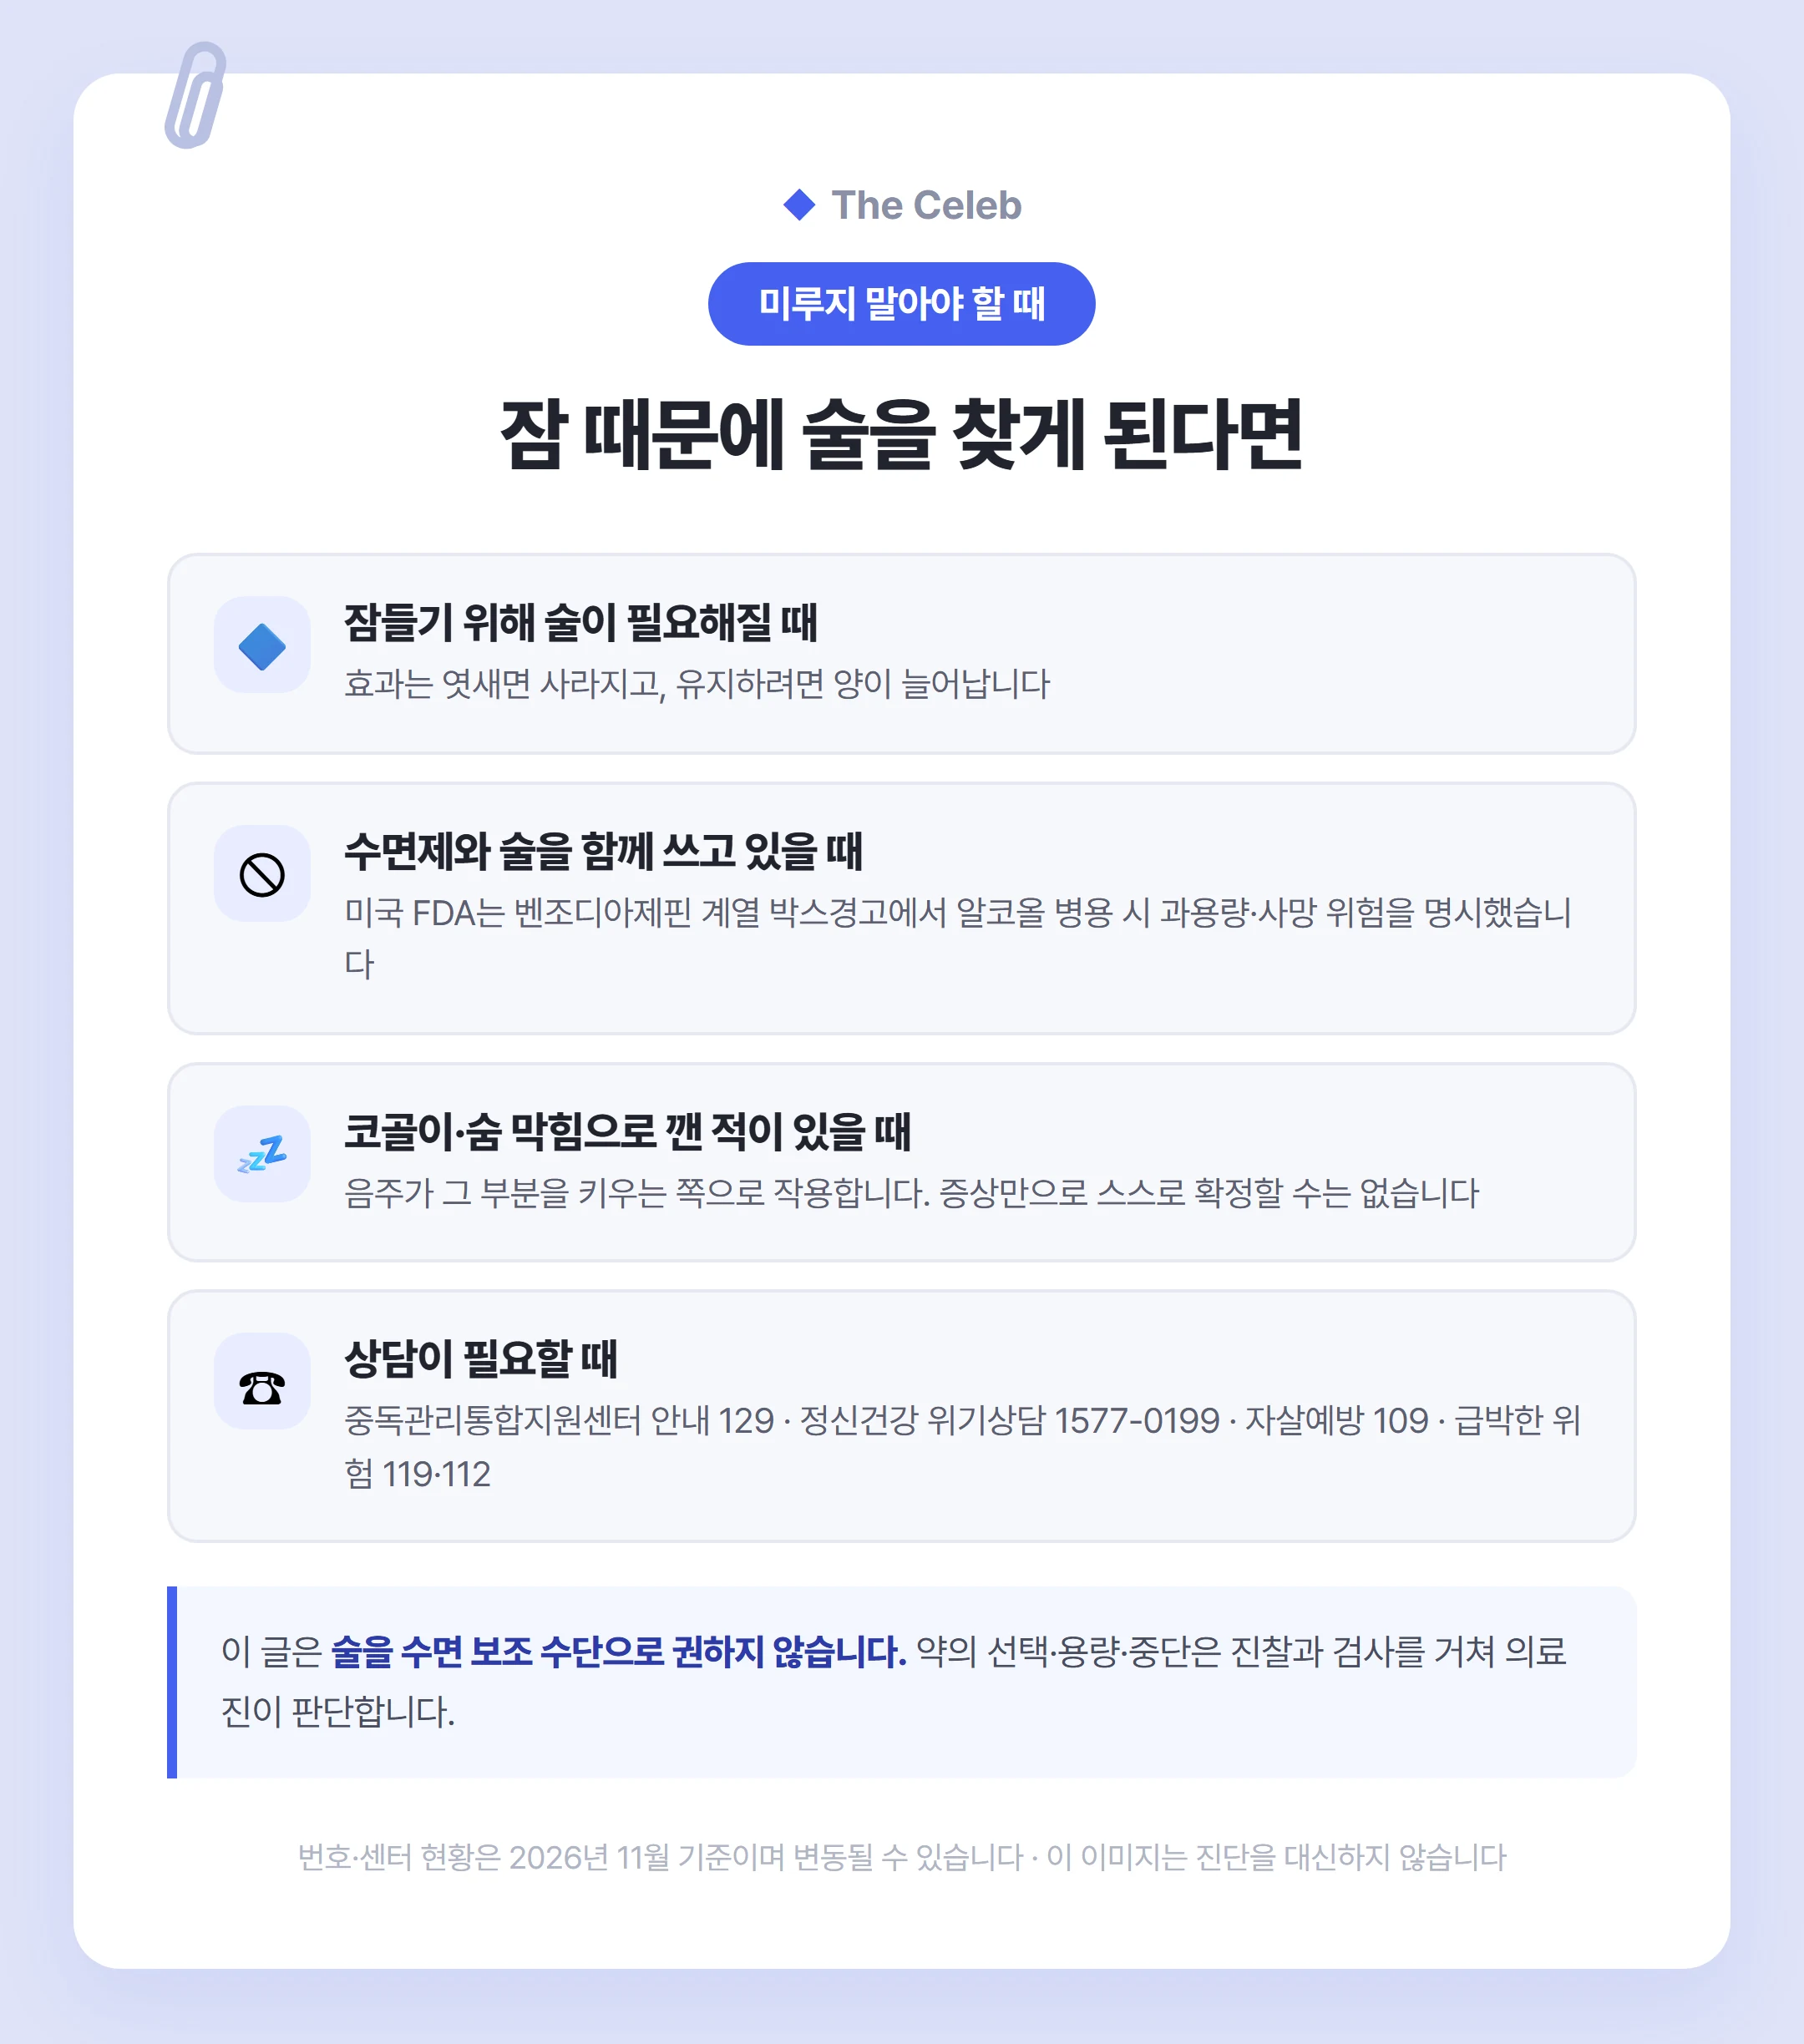 The Celeb
미루지 말아야 할 때
잠 때문에 술을 찾게 된다면
잠들기 위해 술이 필요해질 때
효과는 엿새면 사라지고, 유지하려면 양이 늘어납니다
수면제와 술을 함께 쓰고 있을 때
미국 FDA는 벤조디아제핀 계열 박스경고에서 알코올 병용 시 과용량·사망 위험을 명시했습니
다
코골이·숨 막힘으로 깬 적이 있을 때
음주가 그 부분을 키우는 쪽으로 작용합니다. 증상만으로 스스로 확정할 수는 없습니다
상담이 필요할 때
중독관리통합지원센터 안내 129 · 정신건강 위기상담 1577-0199 · 자살예방 109 · 급박한 위
험 119·112
이 글은 술을 수면 보조 수단으로 권하지 않습니다. 약의 선택·용량·중단은 진찰과 검사를 거쳐 의료
진이 판단합니다.
번호·센터 현황은 2026년 11월 기준이며 변동될 수 있습니다 · 이 이미지는 진단을 대신하지 않습니다